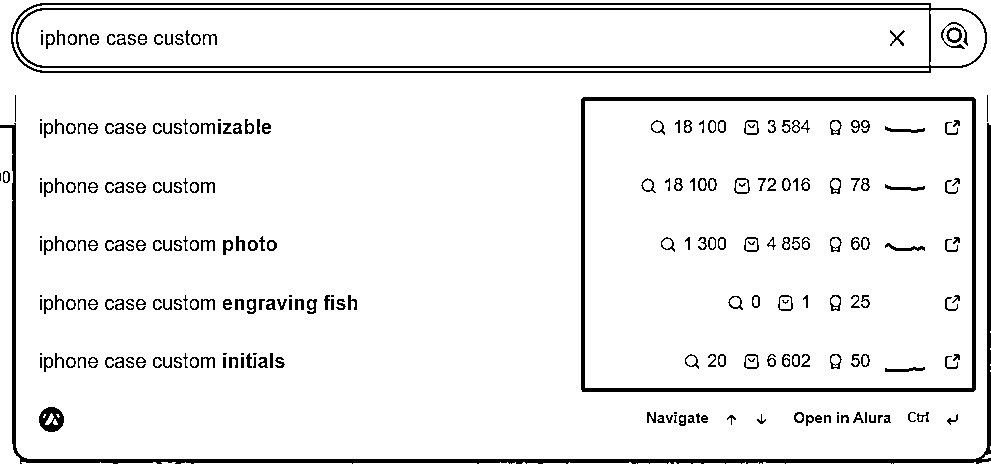 iphone case custom
iphone case customizable 18 100 3 584 99
iphone case custom 18 100 72 016 78
iphone case custom photo 1 300 4 856 60
iphone case custom engraving fish 0 1 25
iphone case custom initials 20 6 602 50
Navigate ↑ ↓ Open in Alura Ctrl ↵